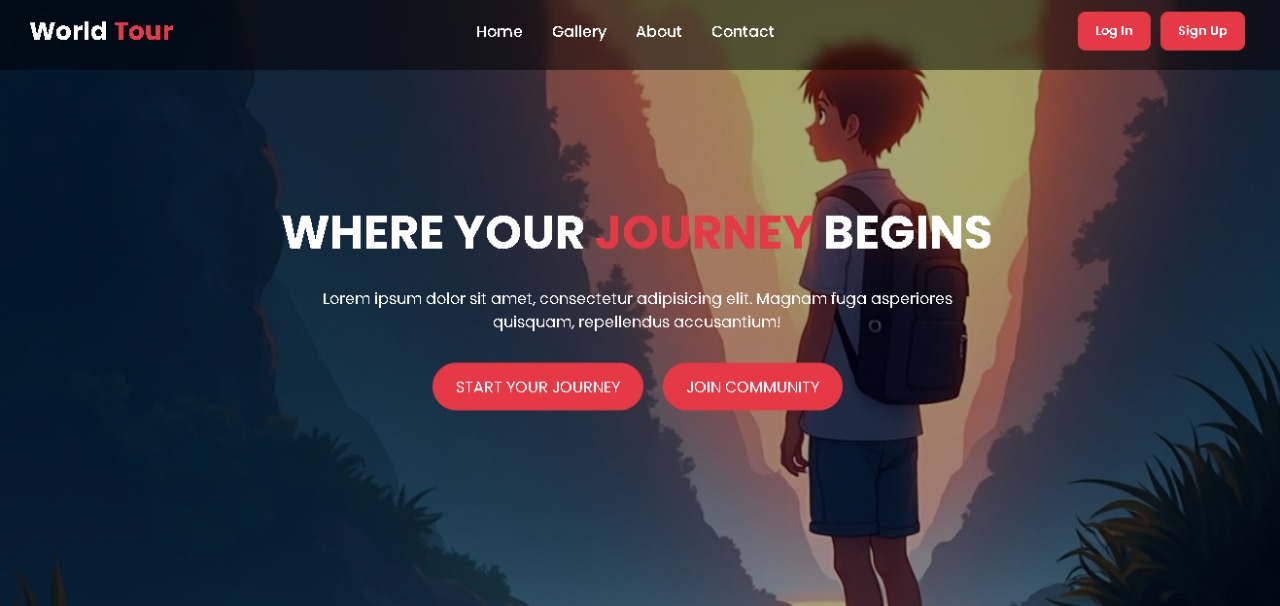 World Tour
Home
Gallery
About
Contact
Log In
Sign Up
WHERE YOUR JOURNEY BEGINS
Lorem ipsum dolor sit amet, consectetur adipisicing elit. Magnam fuga asperiores
quisquam, repellendus accusantium!
START YOUR JOURNEY
JOIN COMMUNITY